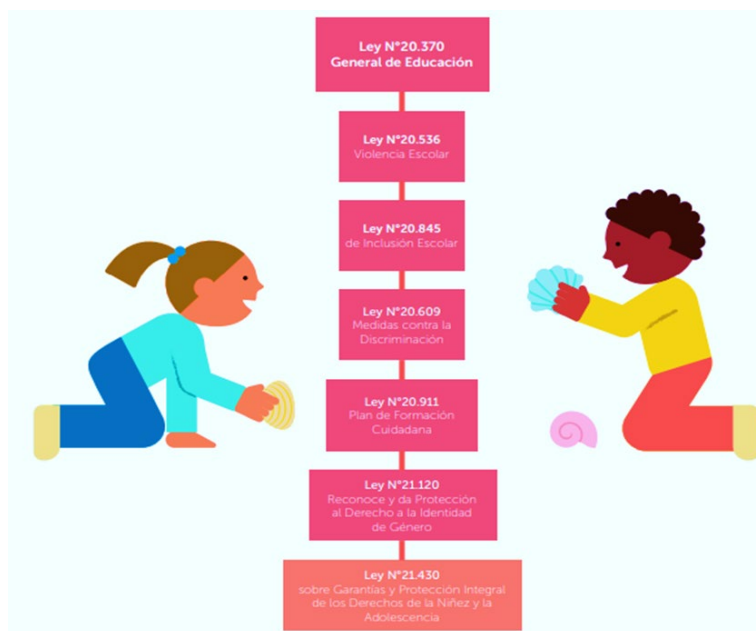 Ley N°20.370
General de Educación
Ley N°20.536
Violencia Escolar
Ley N°20.845
de Inclusión Escolar
Ley N°20.609
Medidas contra la
Discriminación
Ley N°20.911
Plan de Formación
Cuidadana
Ley N°21.120
Reconoce y da Protección
al Derecho a la Identidad
de Género
Ley N°21.430
sobre Garantías y Protección Integral
de los Derechos de la Niñez y la
Adolescencia